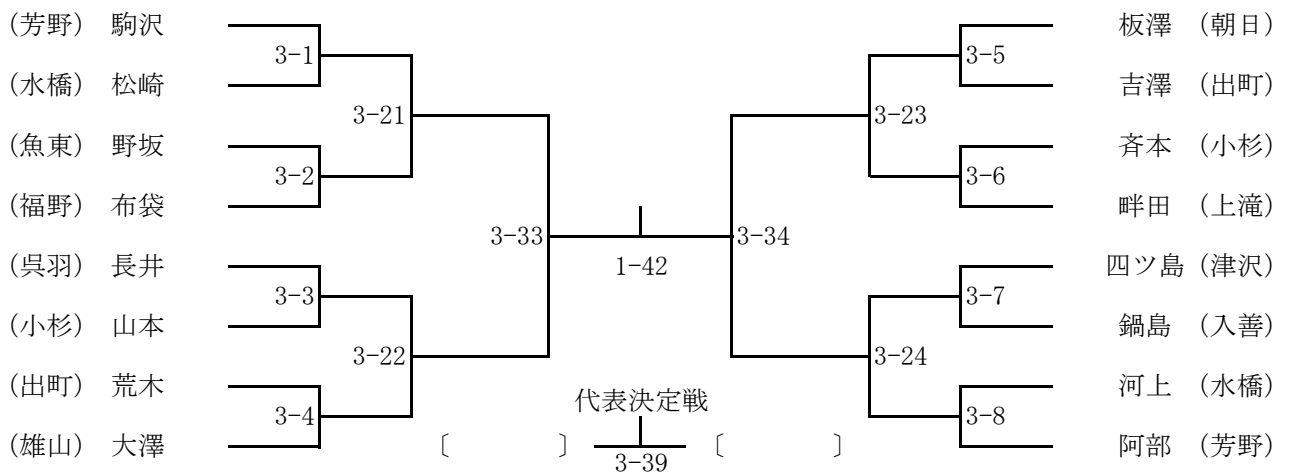 (芳野) 駒沢 板澤 (朝日)
3-1 3-5
(水橋) 松崎 吉澤 (出町)
3-21 3-23
(魚東) 野坂 斉本 (小杉)
3-2 3-6
(福野) 布袋 畔田 (上滝)
3-33 3-34
(呉羽) 長井 1-42 四ツ島 (津沢)
3-3 3-7
(小杉) 山本 鍋島 (入善)
3-22 3-24
(出町) 荒木 河上 (水橋)
代表決定戦
3-4 3-8
(雄山) 大澤 〔 〕 〔 〕 阿部 (芳野)
3-39